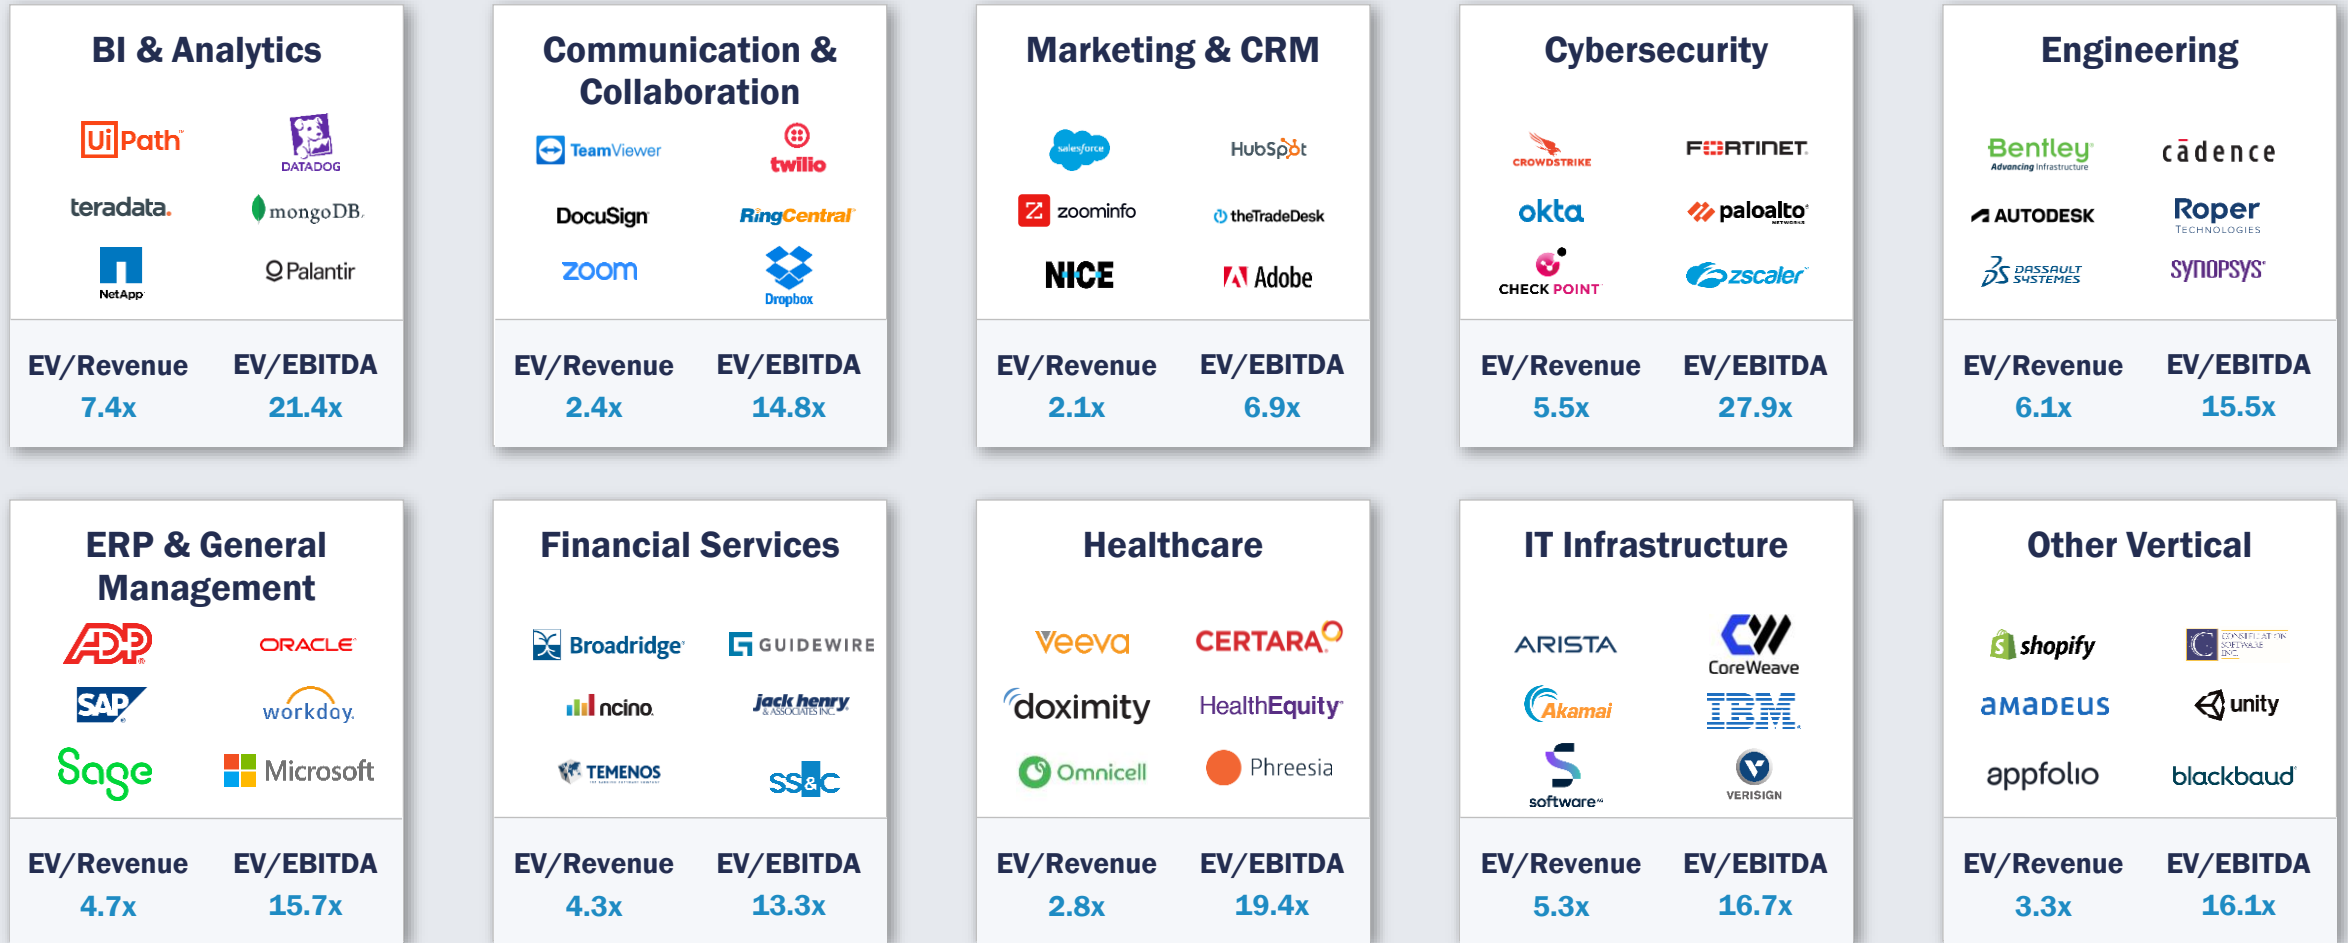 BI & Analytics
UiPath
DATADOG
teradata.
mongoDB.
NetApp
Palantir
EV/Revenue
EV/EBITDA
7.4x
21.4x
Communication &
Collaboration
TeamViewer
twilio
DocuSign
RingCentral
zoom
Dropbox
EV/Revenue
EV/EBITDA
2.4x
14.8x
Marketing & CRM
salesforce
HubSpot
Z zoominfo
theTradeDesk
NICE
Adobe
EV/Revenue
EV/EBITDA
2.1x
6.9x
Cybersecurity
CROWDSTRIKE
FORTINET
okta
paloalto
NETWORKS
CHECK POINT
zscaler
EV/Revenue
EV/EBITDA
5.5x
27.9x
Engineering
Bentley
Advancing Infrastructure
cādence
AUTODESK
Roper
TECHNOLOGIES
DASSAULT
SYSTEMES
SYNOPSYS
EV/Revenue
EV/EBITDA
6.1x
15.5x
ERP & General
Management
ADP
ORACLE
SAP
workday.
Sage
Microsoft
EV/Revenue
EV/EBITDA
4.7x
15.7x
Financial Services
Broadridge
GUIDEWIRE
ncino.
jack henry
& ASSOCIATES INC.
TEMENOS
SS&C
EV/Revenue
EV/EBITDA
4.3x
13.3x
Healthcare
Veeva
CERTARA
doximity
HealthEquity
Omnicell
Phreesia
EV/Revenue
EV/EBITDA
2.8x
19.4x
IT Infrastructure
ARISTA
CoreWeave
Akamai
IBM
software AG
VERISIGN
EV/Revenue
EV/EBITDA
5.3x
16.7x
Other Vertical
shopify
CONSTELLATION
SOFTWARE
INC.
amadeus
unity
appfolio
blackbaud
EV/Revenue
EV/EBITDA
3.3x
16.1x